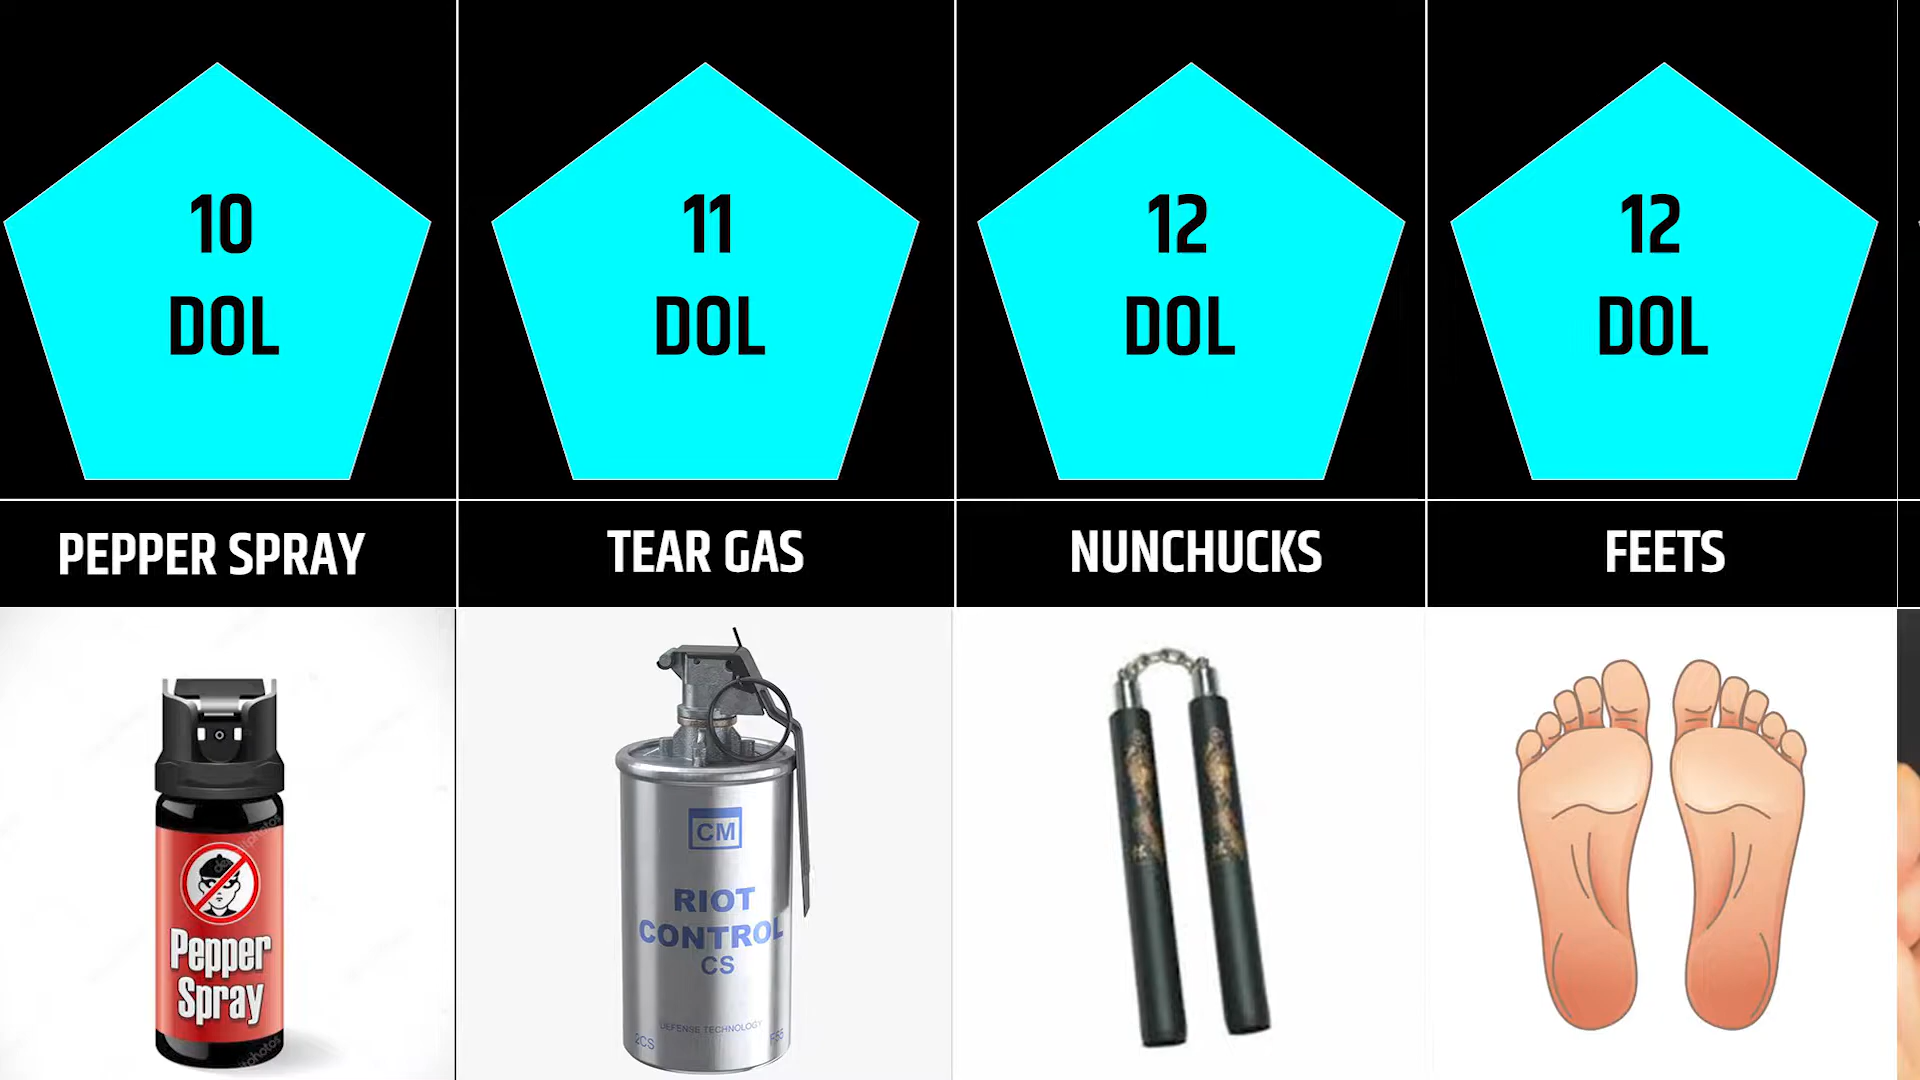 10
DOL
11
DOL
12
DOL
12
DOL
PEPPER SPRAY
TEAR GAS
NUNCHUCKS
FEETS
Pepper
Spray
CM
RIOT
CONTROL
CS
DEFENSE TECHNOLOGY
2CS